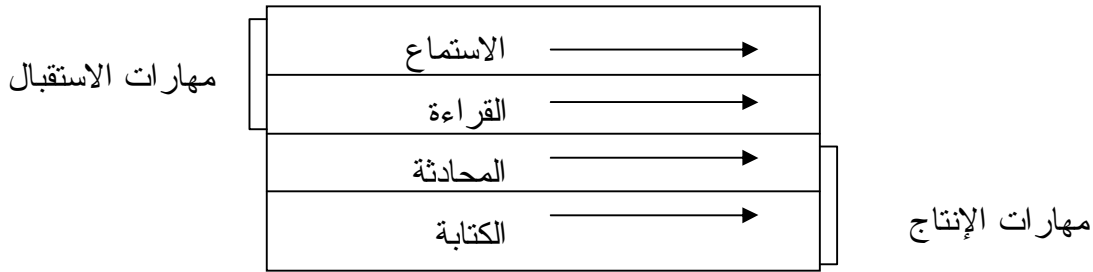 الاستماع
مهارات الاستقبال
القراءة
المحادثة
مهارات الإنتاج
الكتابة